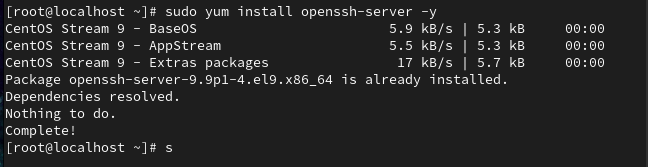 [root@localhost ~]# sudo yum install openssh-server -y
CentOS Stream 9 - BaseOS                        5.9 kB/s | 5.3 kB     00:00
CentOS Stream 9 - AppStream                     5.5 kB/s | 5.3 kB     00:00
CentOS Stream 9 - Extras packages                17 kB/s | 5.7 kB     00:00
Package openssh-server-9.9p1-4.el9.x86_64 is already installed.
Dependencies resolved.
Nothing to do.
Complete!
[root@localhost ~]# s